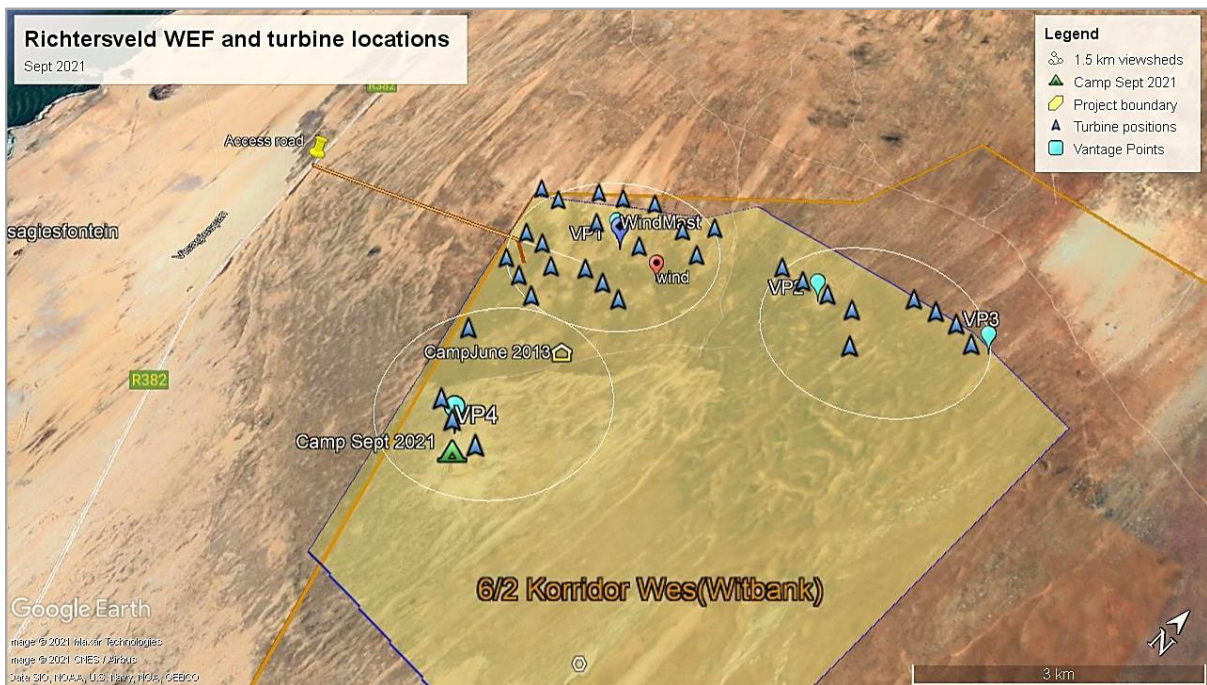 Richtersveld WEF and turbine locations
Sept 2021
Legend
1.5 km viewsheds
Camp Sept 2021
Project boundary
Turbine positions
Vantage Points
R382
Access road
sagiesfontein
VP1
WindMast
wind
VP2
VP3
R382
CampJune 2013
VP4
Camp Sept 2021
6/2 Korridor Wes(Witbank)
Google Earth
Image © 2021 Maxar Technologies
Image © 2021 CNES / Airbus
Data SIO, NOAA, U.S. Navy, NGA, GEBCO
N
3 km